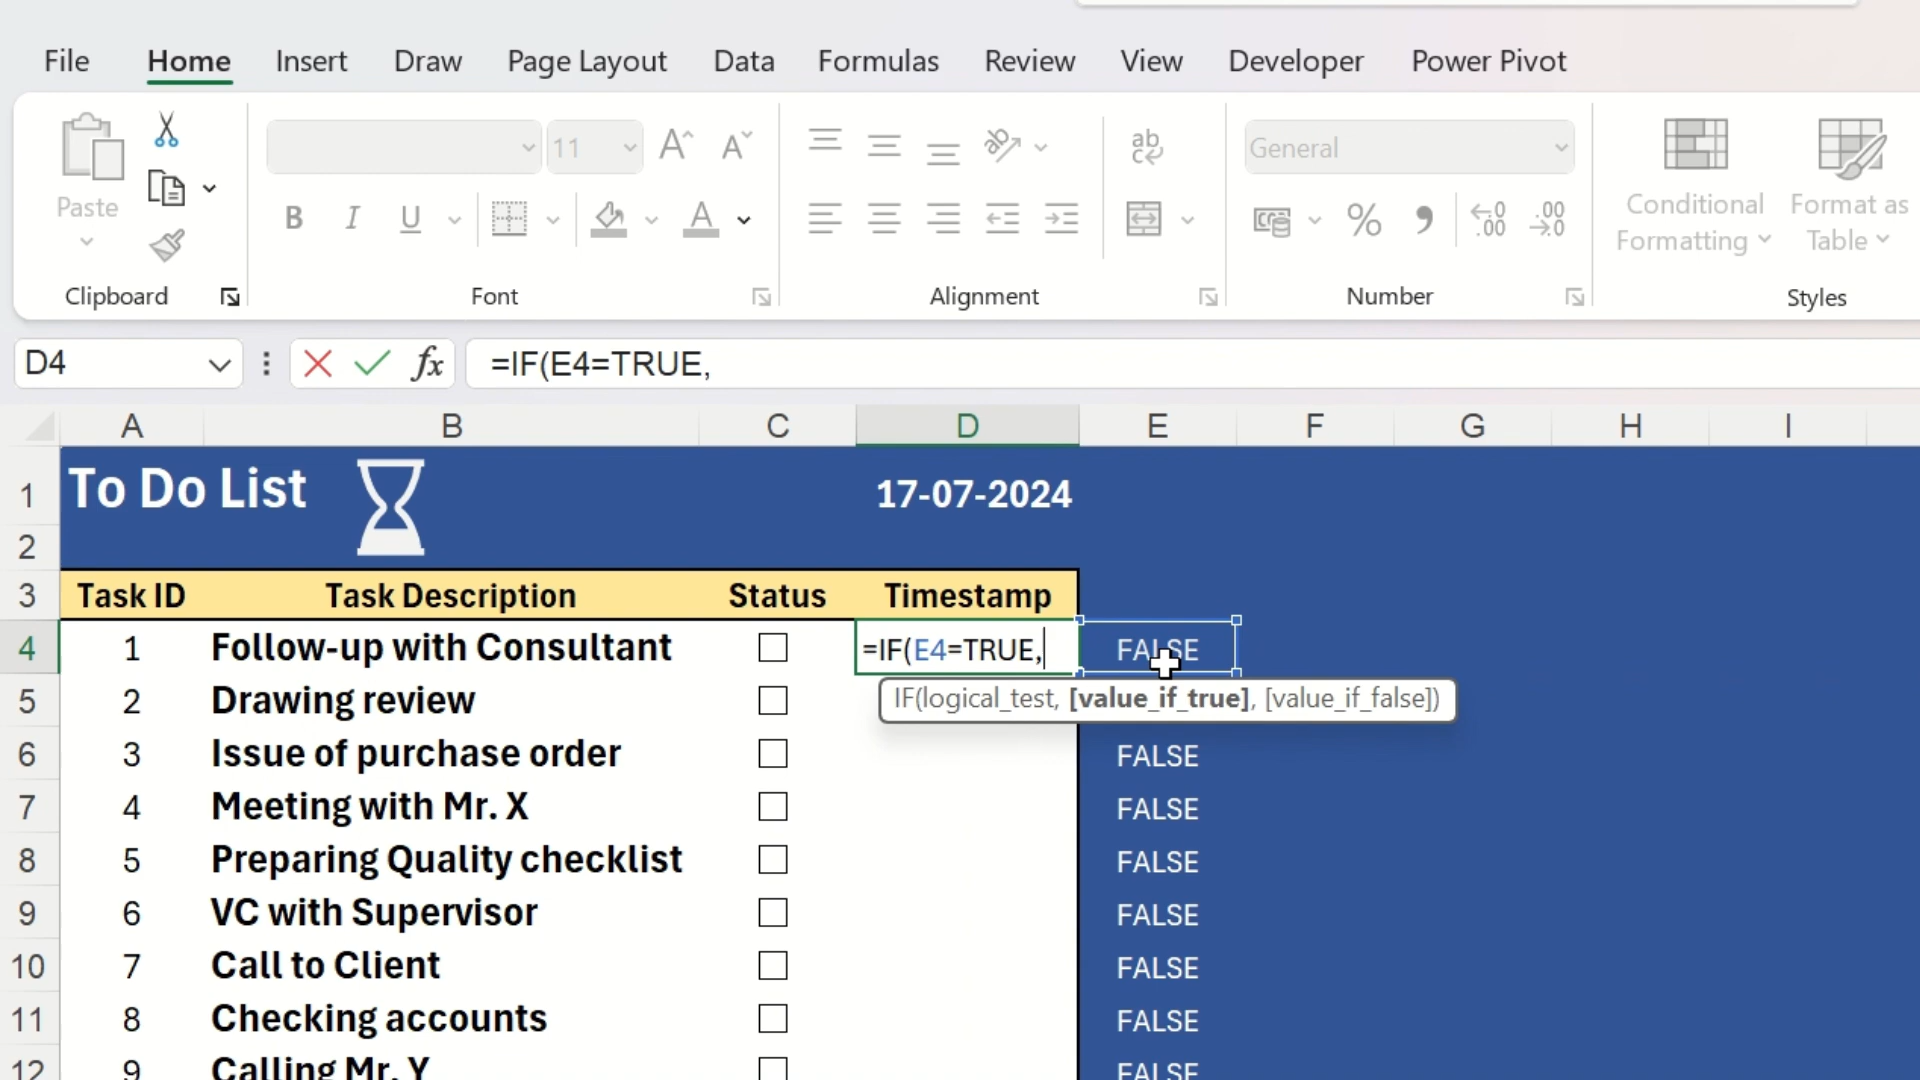 File Home Insert Draw Page Layout Data Formulas Review View Developer Power Pivot
11 General
Paste Conditional Formatting Format as Table
Clipboard Font Alignment Number Styles
D4 fx =IF(E4=TRUE,
A B C D E F G H I
1 To Do List 17-07-2024
2
3 Task ID Task Description Status Timestamp
4 1 Follow-up with Consultant =IF(E4=TRUE, FALSE
IF(logical_test, [value_if_true], [value_if_false])
5 2 Drawing review
6 3 Issue of purchase order FALSE
7 4 Meeting with Mr. X FALSE
8 5 Preparing Quality checklist FALSE
9 6 VC with Supervisor FALSE
10 7 Call to Client FALSE
11 8 Checking accounts FALSE
12 9 Calling Mr. Y FALSE